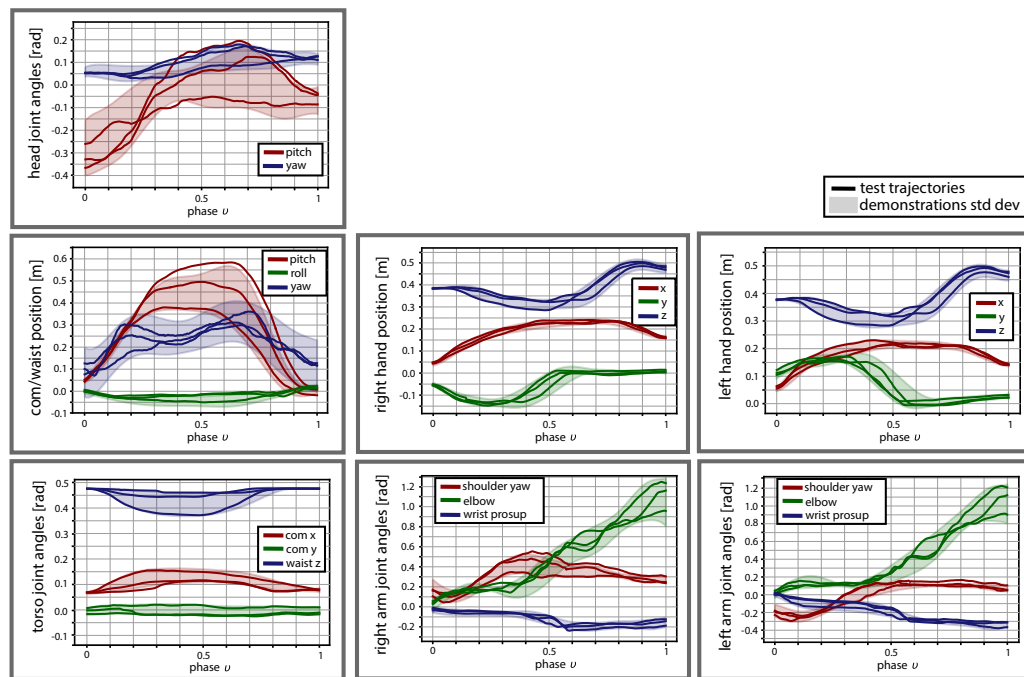 head joint angles [rad]
0.2
0.1
0.0
-0.1
-0.2
-0.3
-0.4
pitch
yaw
0
0.5
1
phase υ
test trajectories
demonstrations std dev
com/waist position [m]
0.6
0.5
0.4
0.3
0.2
0.1
0.0
-0.1
pitch
roll
yaw
0
0.5
1
phase υ
right hand position [m]
0.5
0.4
0.3
0.2
0.1
0.0
-0.1
x
y
z
0
0.5
1
phase υ
left hand position [m]
0.5
0.4
0.3
0.2
0.1
0.0
x
y
z
0
0.5
1
phase υ
torso joint angles [rad]
0.5
0.4
0.3
0.2
0.1
0.0
-0.1
com x
com y
waist z
0
0.5
1
phase υ
right arm joint angles [rad]
1.2
1.0
0.8
0.6
0.4
0.2
0.0
-0.2
shoulder yaw
elbow
wrist prosup
0
0.5
1
phase υ
left arm joint angles [rad]
1.2
1.0
0.8
0.6
0.4
0.2
0.0
-0.2
-0.4
shoulder yaw
elbow
wrist prosup
0
0.5
1
phase υ